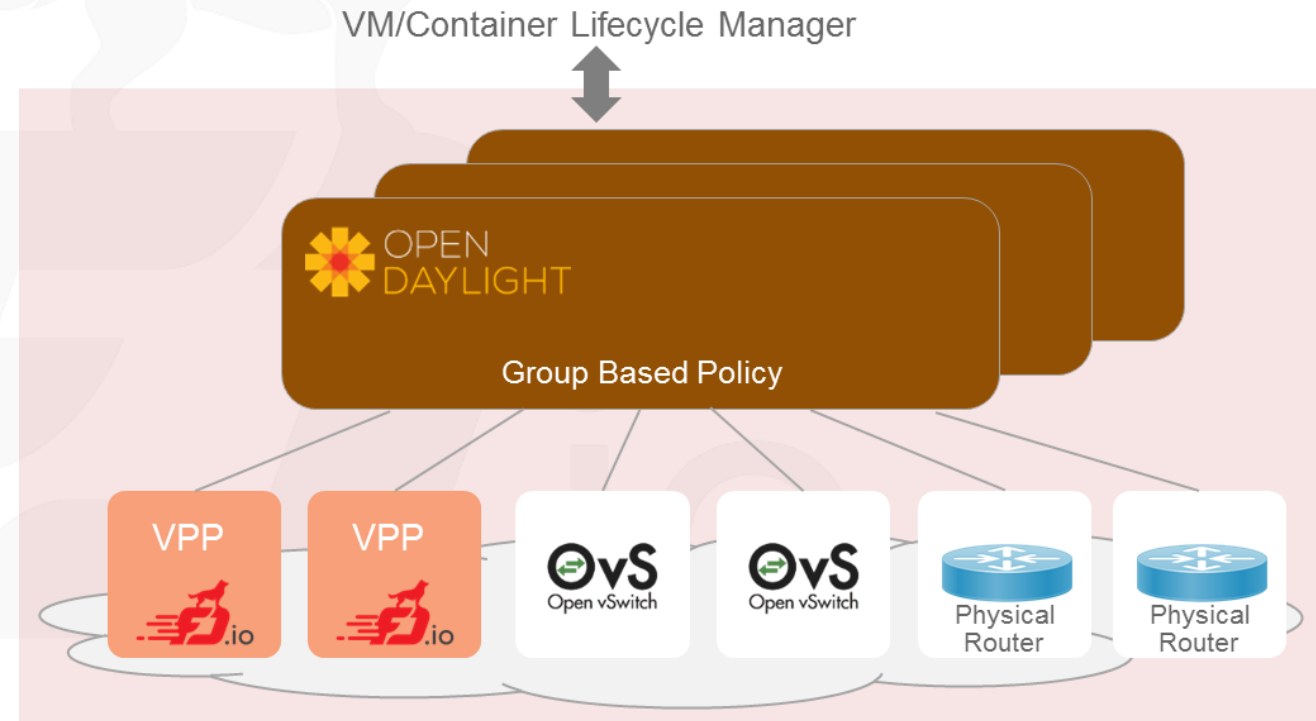 VM/Container Lifecycle Manager
OPEN
DAYLIGHT
Group Based Policy
VPP
VPP
OvS
OvS
Open vSwitch
Open vSwitch
.io
.io
Physical
Router
Physical
Router